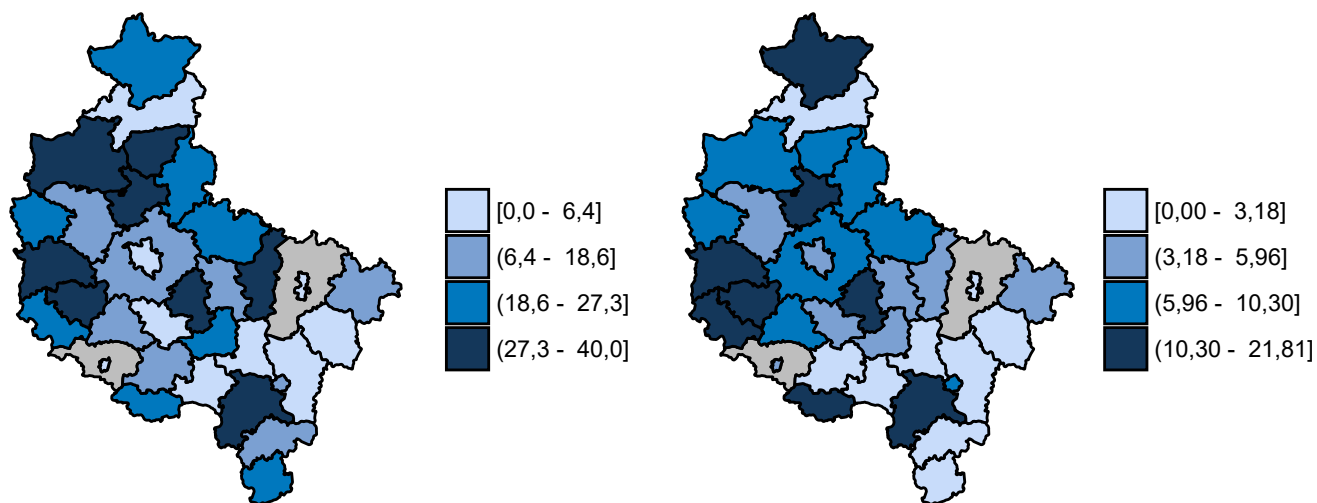 [0,0 - 6,4]
(6,4 - 18,6]
(18,6 - 27,3]
(27,3 - 40,0]
[0,00 - 3,18]
(3,18 - 5,96]
(5,96 - 10,30]
(10,30 - 21,81]